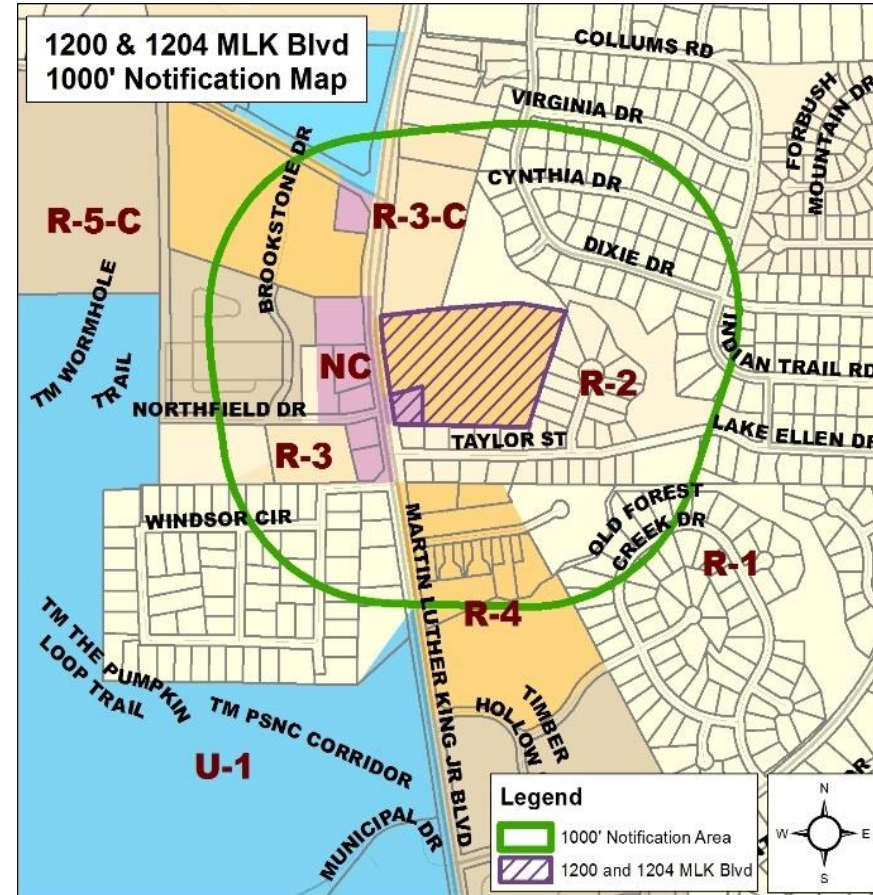 1200 & 1204 MLK Blvd
1000' Notification Map
COLLUMS RD
VIRGINIA DR
FORBUSH
MOUNTAIN DR
CYNTHIA DR
BROOKSTONE DR
R-5-C
R-3-C
DIXIE DR
TM WORMHOLE
TRAIL
INDIAN TRAIL RD
NC
R-2
NORTHFIELD DR
TAYLOR ST
LAKE ELLEN DR
R-3
WINDSOR CIR
OLD FOREST
CREEK DR
R-1
MARTIN LUTHER KING JR BLVD
R-4
TM THE PUMPKIN
LOOP TRAIL
TM PSNC CORRIDOR
TIMBER
HOLLOW
U-1
MUNICIPAL DR
Legend
1000' Notification Area
1200 and 1204 MLK Blvd
N
W
E
S